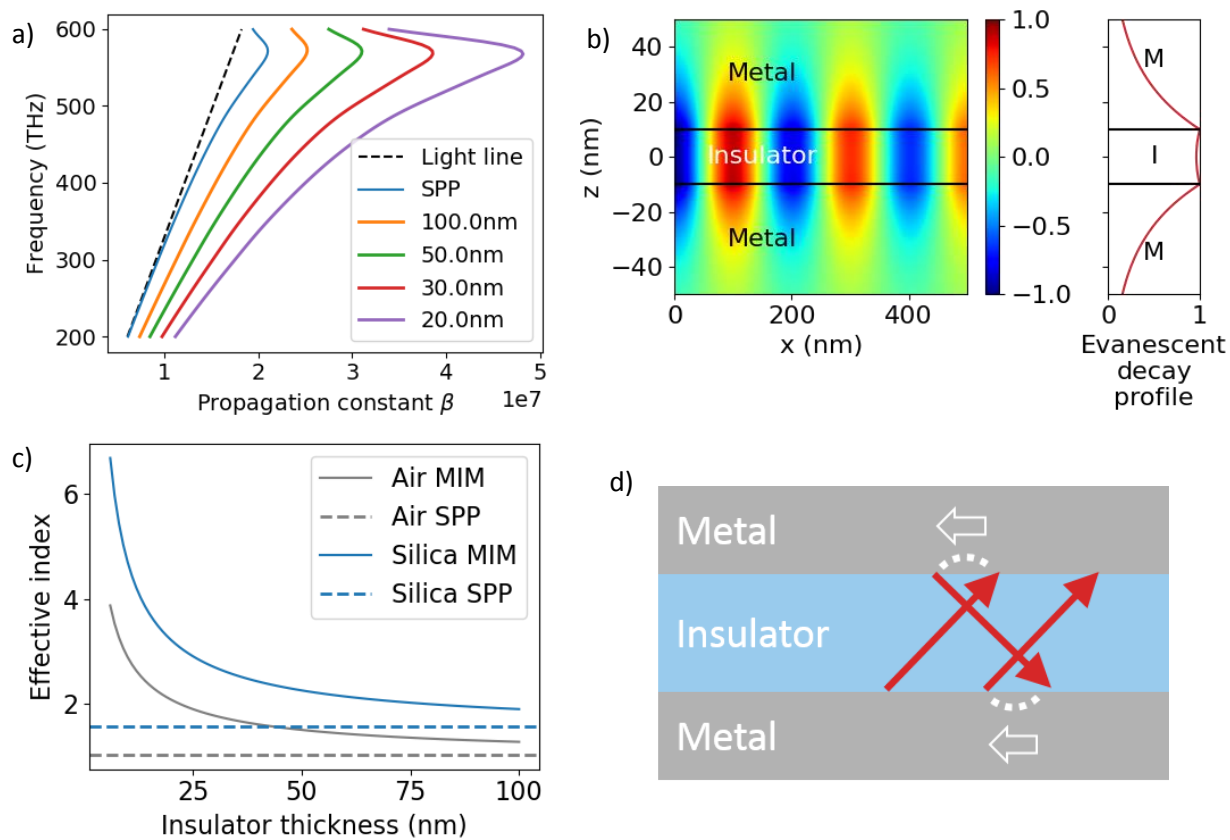 a)
600
500
400
300
200
Frequency (THz)
Light line
SPP
100.0nm
50.0nm
30.0nm
20.0nm
1 2 3 4 5
1e7
Propagation constant β
b)
40
20
0
−20
−40
z (nm)
Metal
Insulator
Metal
0 200 400
x (nm)
1.0
0.5
0.0
−0.5
−1.0
M
I
M
0 1
Evanescent
decay
profile
c)
6
4
2
Effective index
Air MIM
Air SPP
Silica MIM
Silica SPP
25 50 75 100
Insulator thickness (nm)
d)
Metal
Insulator
Metal